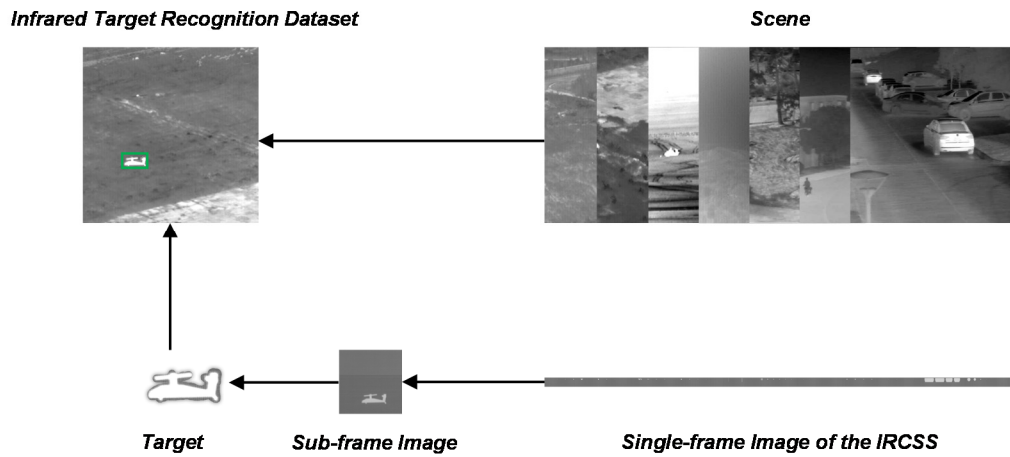 Infrared Target Recognition Dataset
Scene
Target
Sub-frame Image
Single-frame Image of the IRCSS